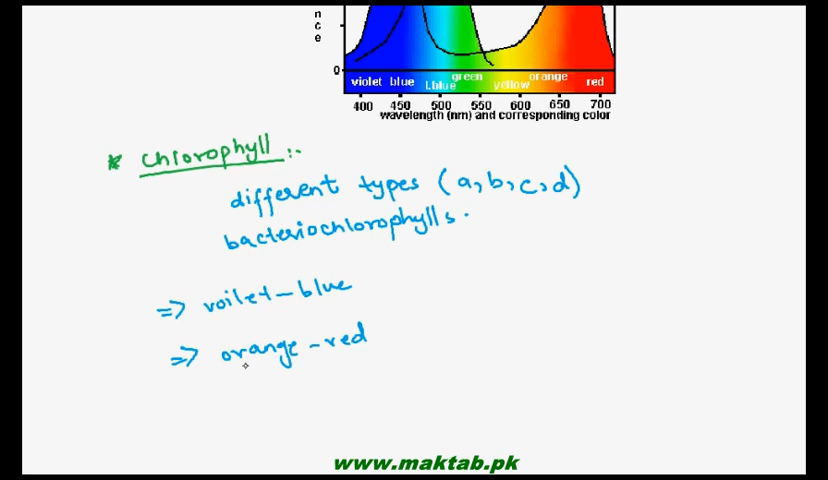 n
c
e
0
violet blue l.blue green yellow orange red
400 450 500 550 600 650 700
wavelength (nm) and corresponding color
* Chlorophyll :-
different types (a, b, c, d)
bacteriochlorophylls.
=> voilet - blue
=> orange - red
www.maktab.pk